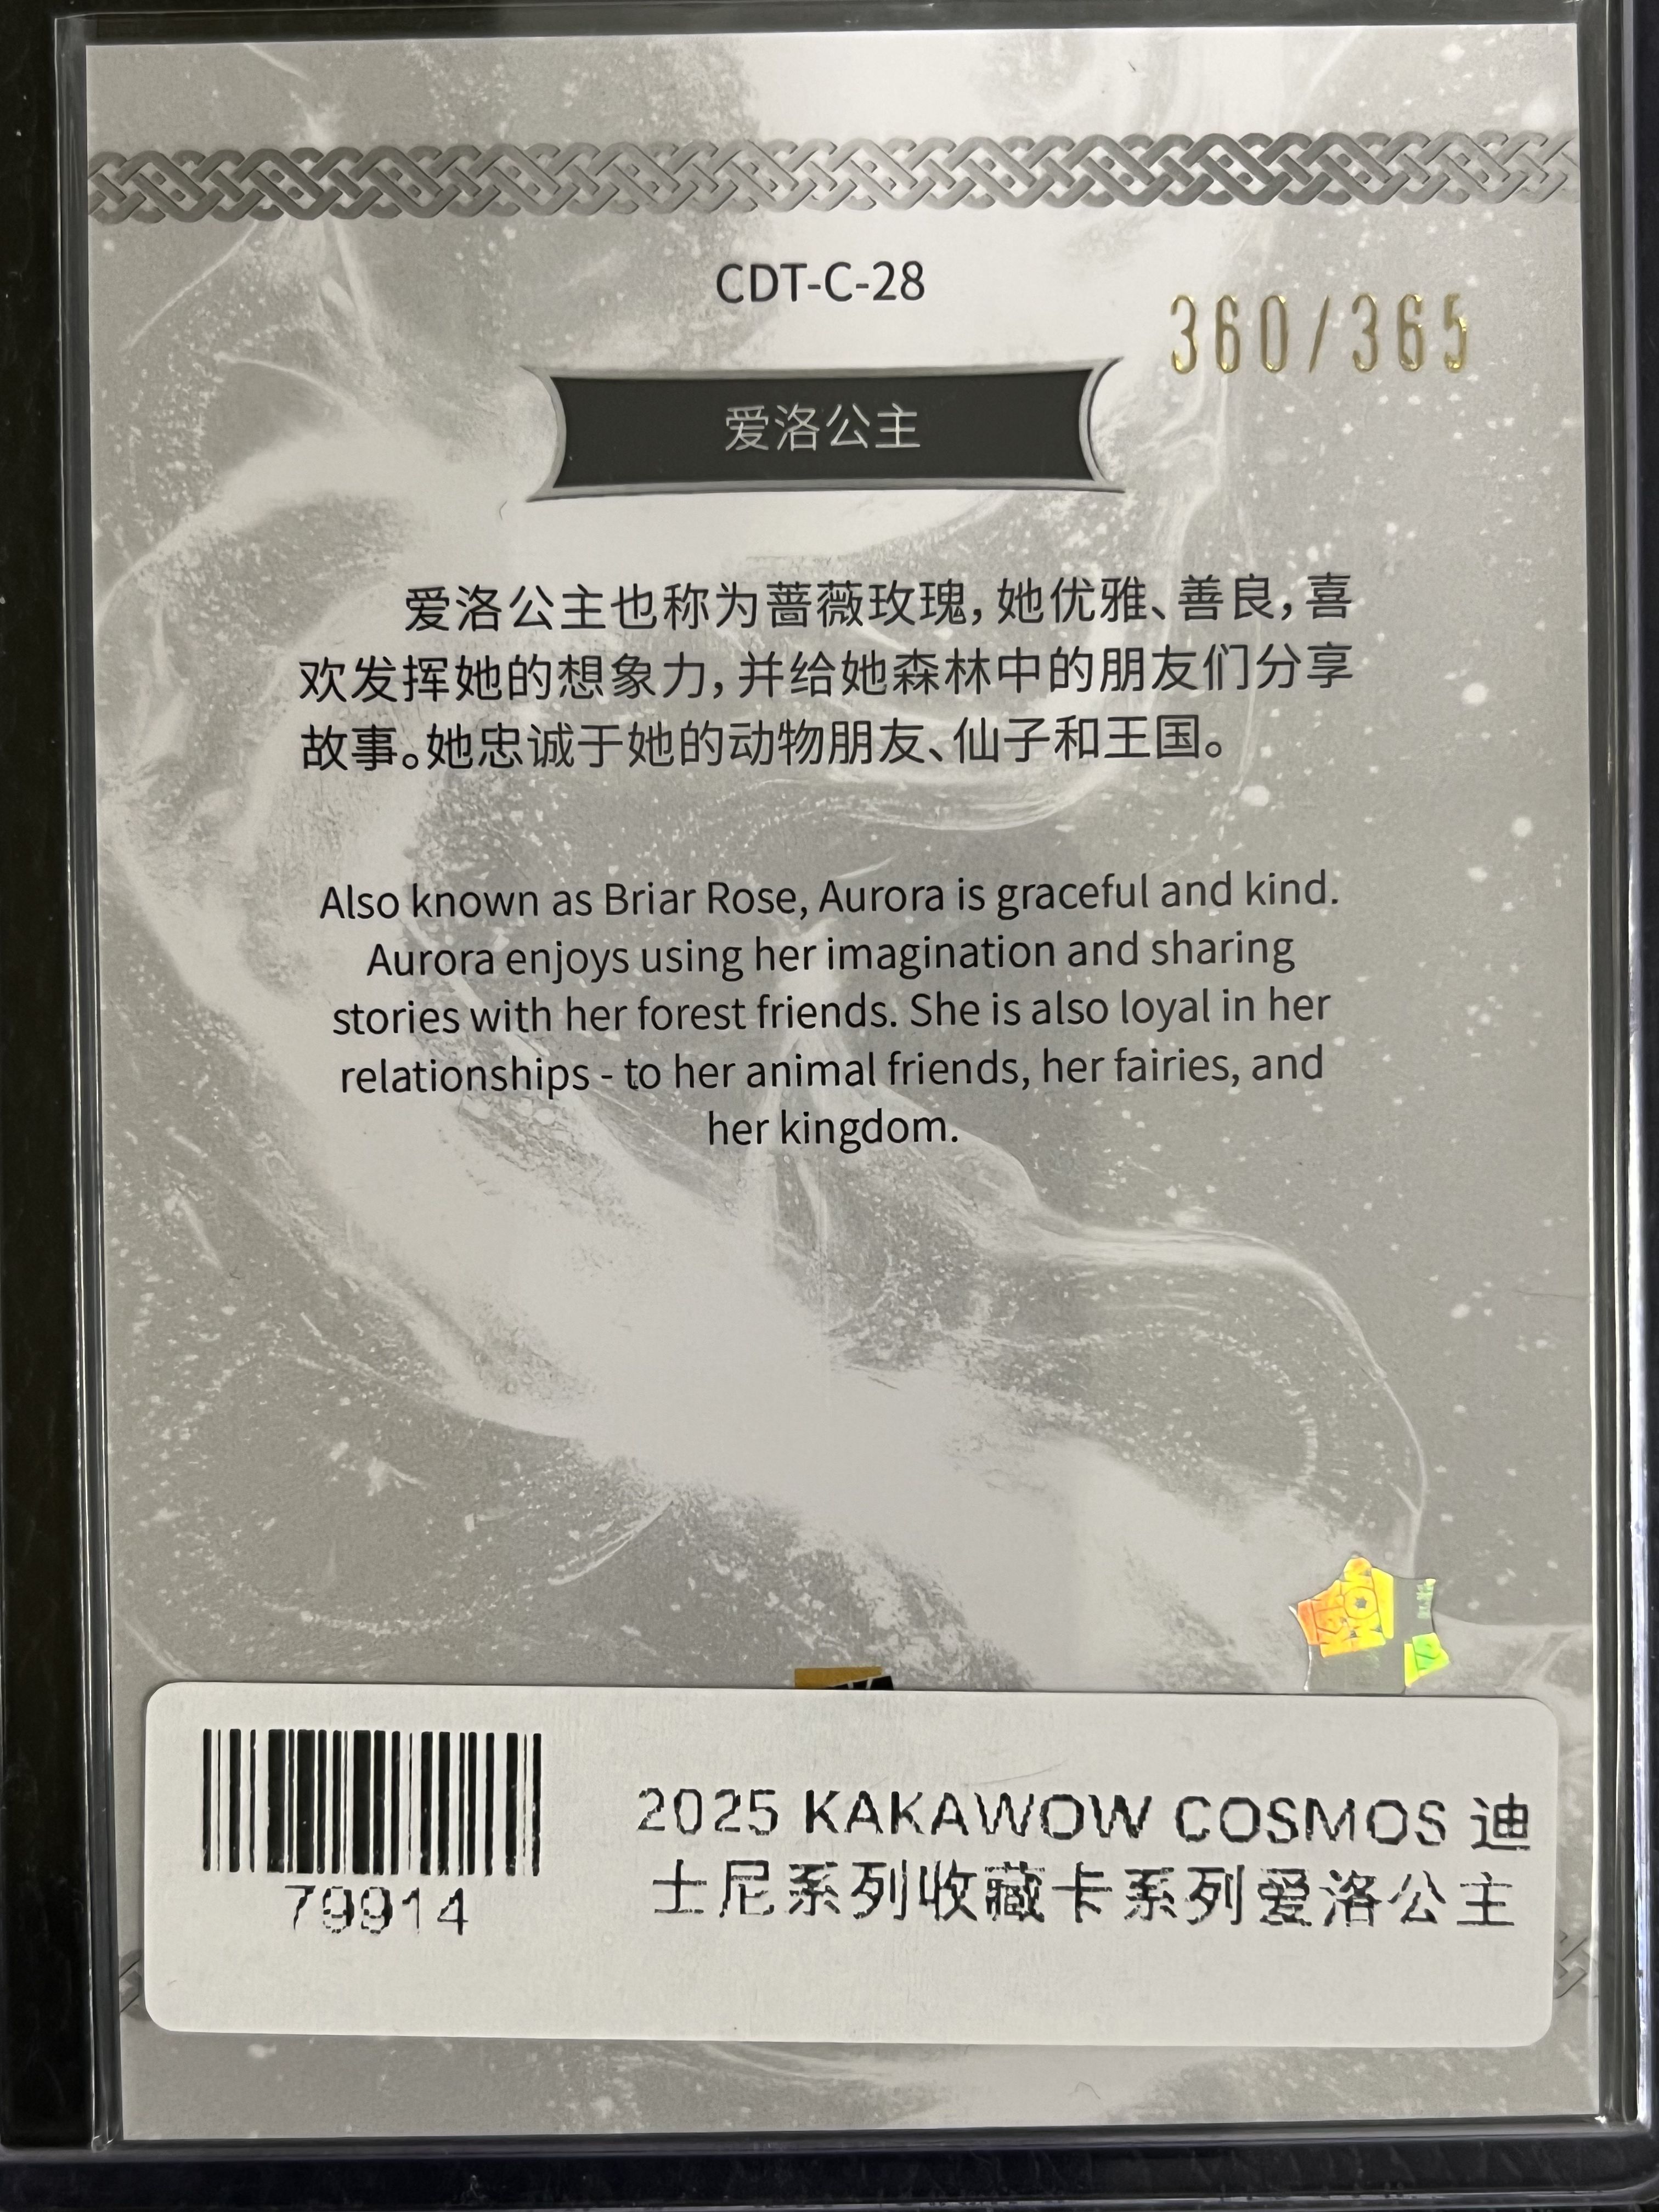 CDT-C-28
360/365
爱洛公主
爱洛公主也称为蔷薇玫瑰,她优雅、善良,喜
欢发挥她的想象力,并给她森林中的朋友们分享
故事。她忠诚于她的动物朋友、仙子和王国。
Also known as Briar Rose, Aurora is graceful and kind.
Aurora enjoys using her imagination and sharing
stories with her forest friends. She is also loyal in her
relationships - to her animal friends, her fairies, and
her kingdom.
2025 KAKAWOW COSMOS 迪
士尼系列收藏卡系列爱洛公主
79914